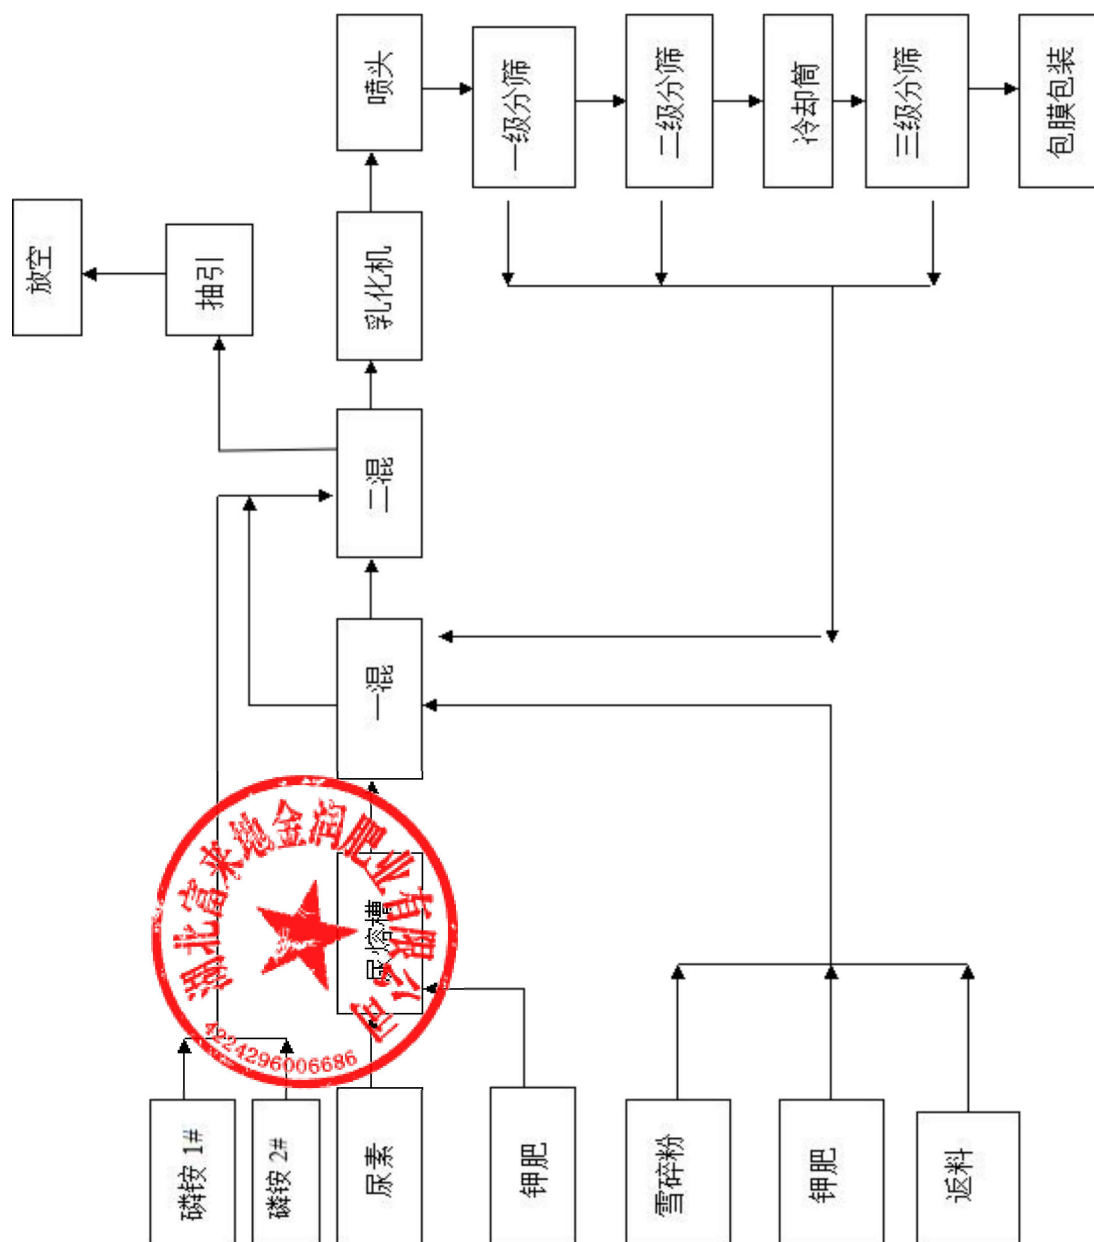 磷铵 1#
磷铵 2#
尿素
钾肥
雪碎粉
钾肥
返料
尿熔槽
一混
二混
抽引
放空
乳化机
喷头
一级分筛
二级分筛
冷却筒
三级分筛
包膜包装
湖北富来地金润肥业有限公司
4224296006686